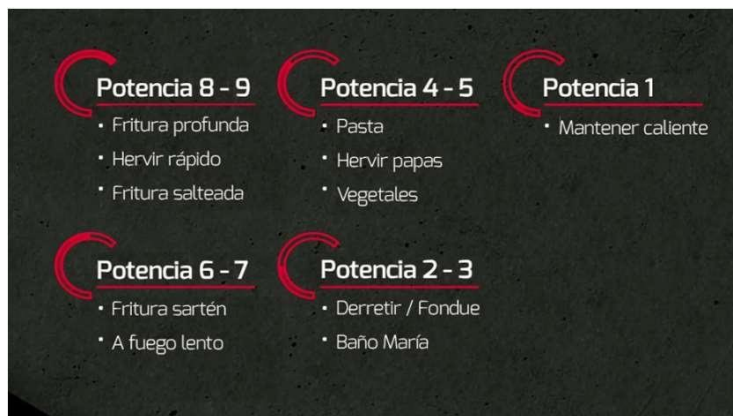 Potencia 8 - 9
• Fritura profunda
• Hervir rápido
• Fritura salteada
Potencia 4 - 5
• Pasta
• Hervir papas
• Vegetales
Potencia 1
• Mantener caliente
Potencia 6 - 7
• Fritura sartén
• A fuego lento
Potencia 2 - 3
• Derretir / Fondue
• Baño María